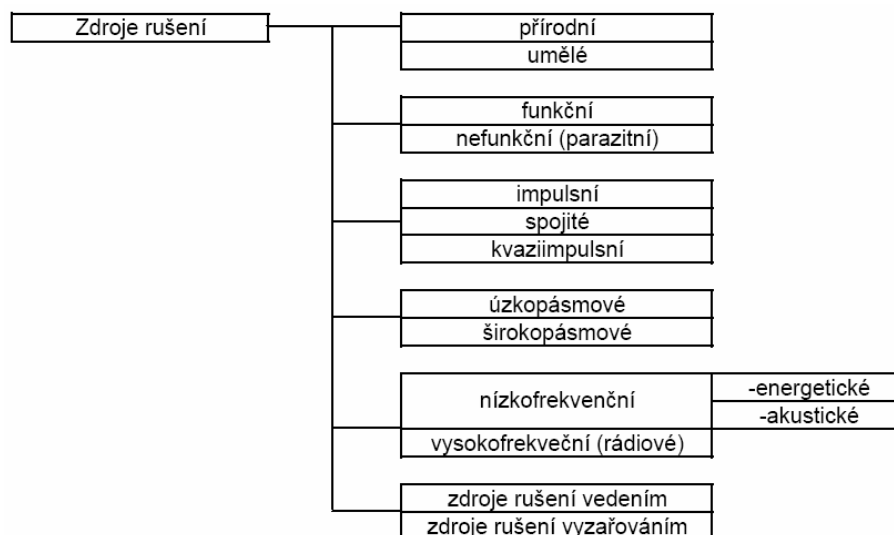 Zdroje rušení
přírodní
umělé
funkční
nefunkční (parazitní)
impulsní
spojité
kvaziimpulsní
úzkopásmové
širokopásmové
nízkofrekvenční
-energetické
-akustické
vysokofrekveční (rádiové)
zdroje rušení vedením
zdroje rušení vyzařováním